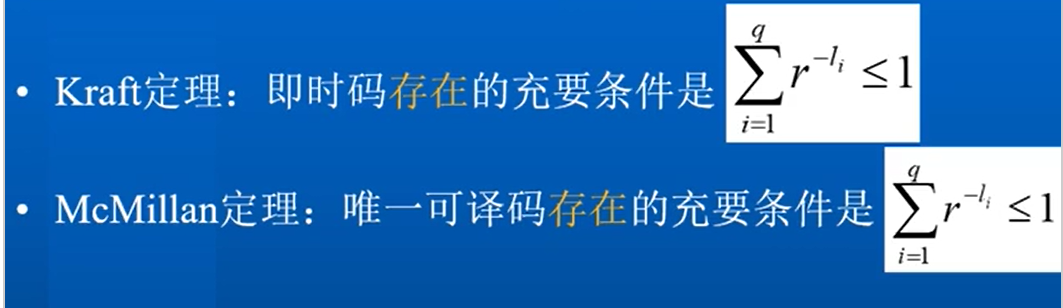 • Kraft定理：即时码存在的充要条件是 $\sum_{i=1}^{q} r^{-l_i} \leq 1$
• McMillan定理：唯一可译码存在的充要条件是 $\sum_{i=1}^{q} r^{-l_i} \leq 1$